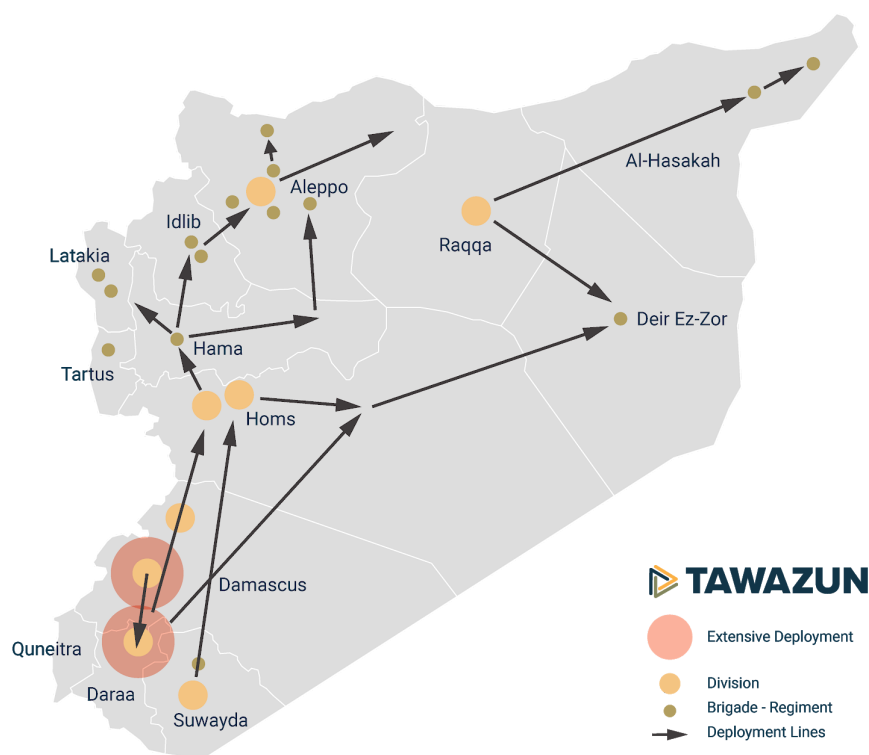 Aleppo
Al-Hasakah
Idlib
Raqqa
Latakia
Deir Ez-Zor
Hama
Tartus
Homs
Damascus
Quneitra
Daraa
Suwayda
TAWAZUN
Extensive Deployment
Division
Brigade - Regiment
Deployment Lines